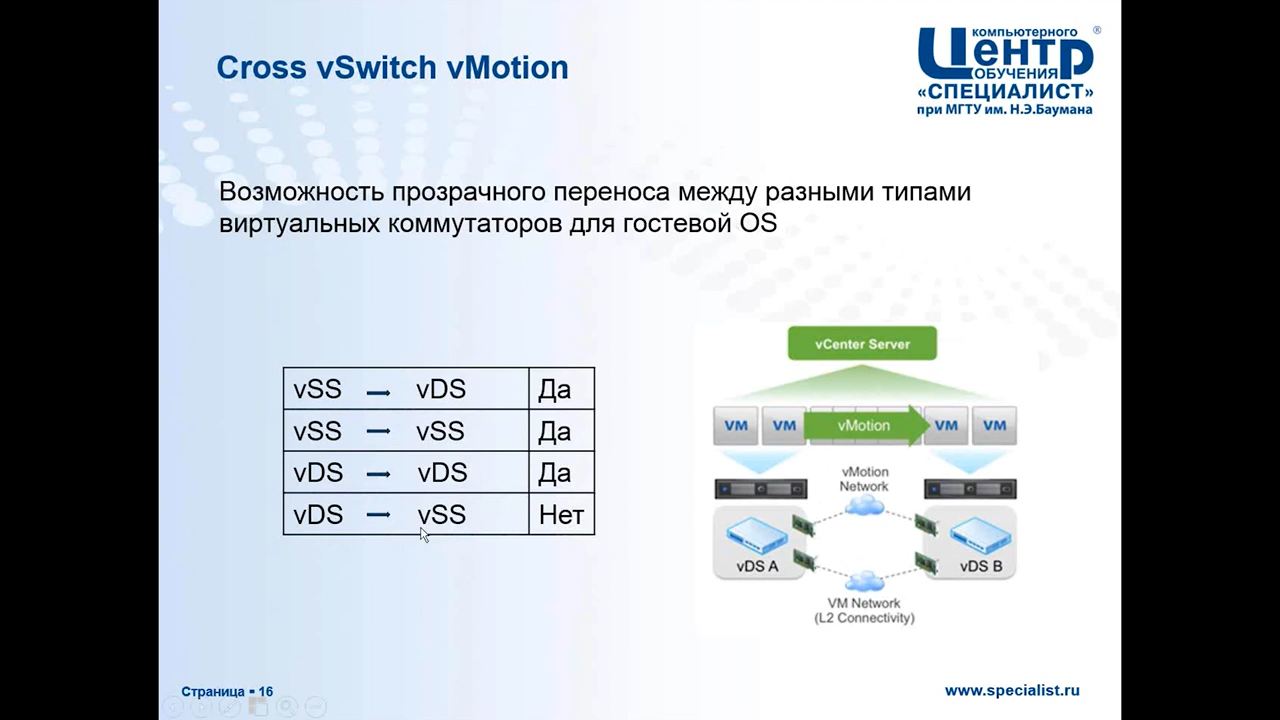 Cross vSwitch vMotion
компьютерного
Центр
ОБУЧЕНИЯ
«СПЕЦИАЛИСТ»
при МГТУ им. Н.Э.Баумана
®
Возможность прозрачного переноса между разными типами
виртуальных коммутаторов для гостевой OS
vSS → vDS Да
vSS → vSS Да
vDS → vDS Да
vDS → vSS Нет
vCenter Server
VM VM vMotion VM VM
vMotion
Network
vDS A vDS B
VM Network
(L2 Connectivity)
Страница ▪ 16
www.specialist.ru